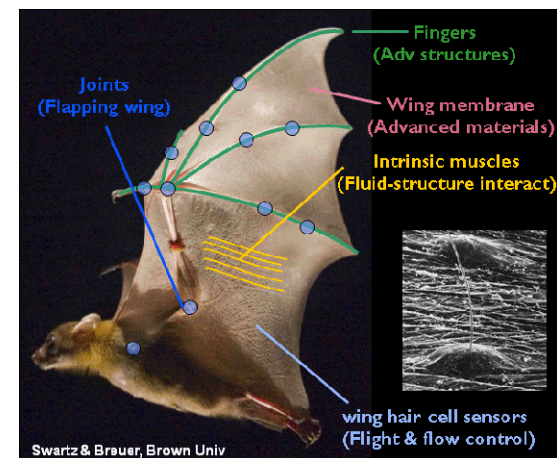 Fingers
(Adv structures)
Joints
(Flapping wing)
Wing membrane
(Advanced materials)
Intrinsic muscles
(Fluid-structure interact)
wing hair cell sensors
(Flight & flow control)
Swartz & Breuer, Brown Univ